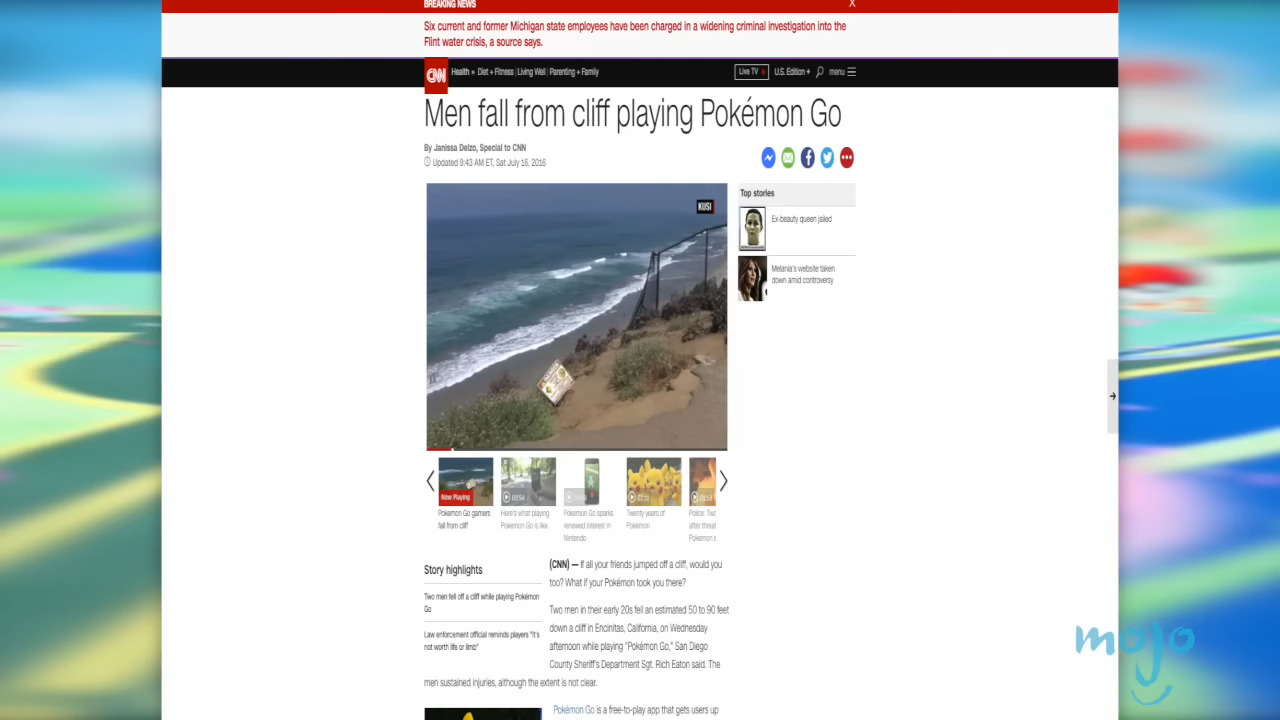 BREAKING NEWS
X
Six current and former Michigan state employees have been charged in a widening criminal investigation into the
Flint water crisis, a source says.
CNN
Health » Diet + Fitness | Living Well | Parenting + Family
Live TV
U.S. Edition +
menu
Men fall from cliff playing Pokémon Go
By Janissa Delzo, Special to CNN
Updated 9:43 AM ET, Sat July 16, 2016
KUSI
Top stories
Ex-beauty queen jailed
Melania's website taken
down amid controversy
Now Playing
Pokemon Go gamers
fall from cliff
00:54
Here's what playing
Pokemon Go is like
Pokemon Go sparks
renewed interest in
Nintendo
Twenty years of
Pokémon
Police: Two
after threat
Pokemon
Story highlights
Two men fell off a cliff while playing Pokémon
Go
Law enforcement official reminds players "it's
not worth life or limb"
(CNN) — If all your friends jumped off a cliff, would you
too? What if your Pokémon took you there?
Two men in their early 20s fell an estimated 50 to 90 feet
down a cliff in Encinitas, California, on Wednesday
afternoon while playing "Pokémon Go," San Diego
County Sheriff's Department Sgt. Rich Eaton said. The
men sustained injuries, although the extent is not clear.
Pokémon Go is a free-to-play app that gets users up
mojo